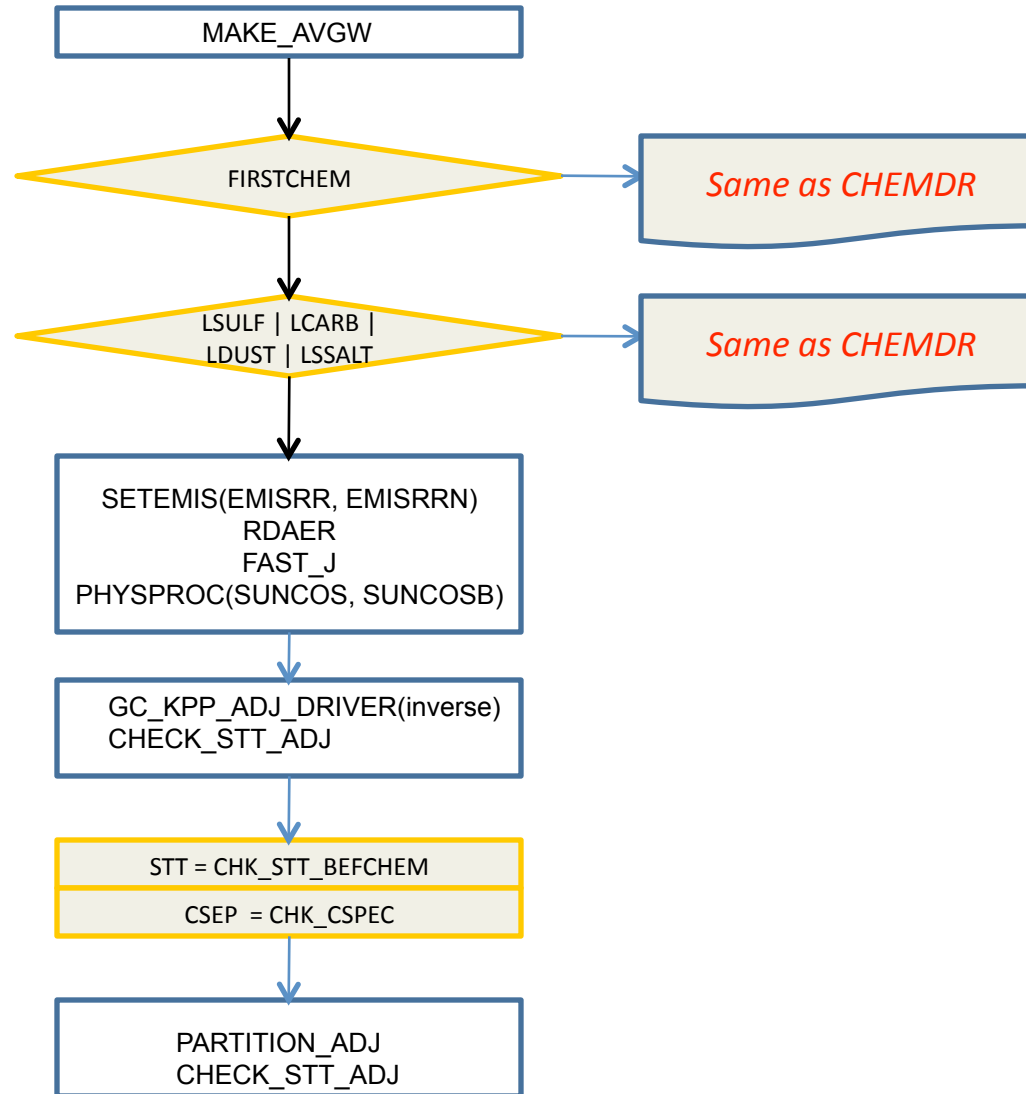 MAKE_AVGW
FIRSTCHEM
Same as CHEMDR
LSULF | LCARB |
LDUST | LSSALT
Same as CHEMDR
SETEMIS(EMISRR, EMISRRN)
RDAER
FAST_J
PHYSPROC(SUNCOS, SUNCOSB)
GC_KPP_ADJ_DRIVER(inverse)
CHECK_STT_ADJ
STT = CHK_STT_BEFCHEM
CSEP  = CHK_CSPEC
PARTITION_ADJ
CHECK_STT_ADJ